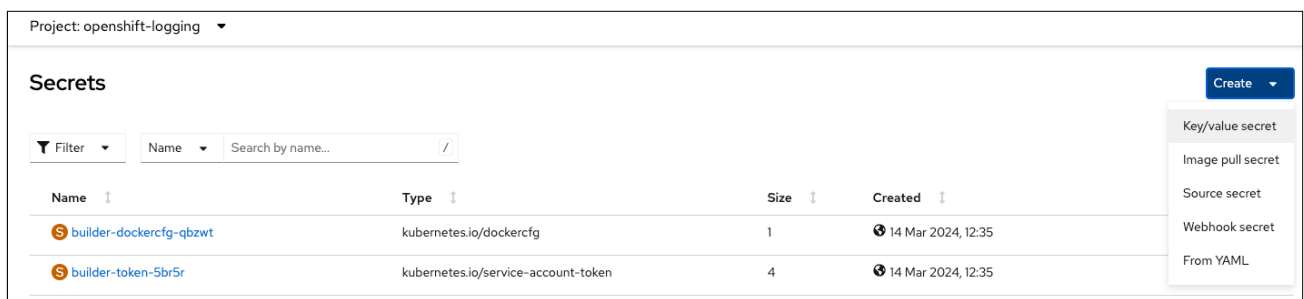 Project: openshift-logging
Secrets
Create
Key/value secret
Image pull secret
Source secret
Webhook secret
From YAML
Filter Name Search by name... /
Name Type Size Created
S builder-dockercfg-qbzwt kubernetes.io/dockercfg 1 14 Mar 2024, 12:35
S builder-token-5br5r kubernetes.io/service-account-token 4 14 Mar 2024, 12:35